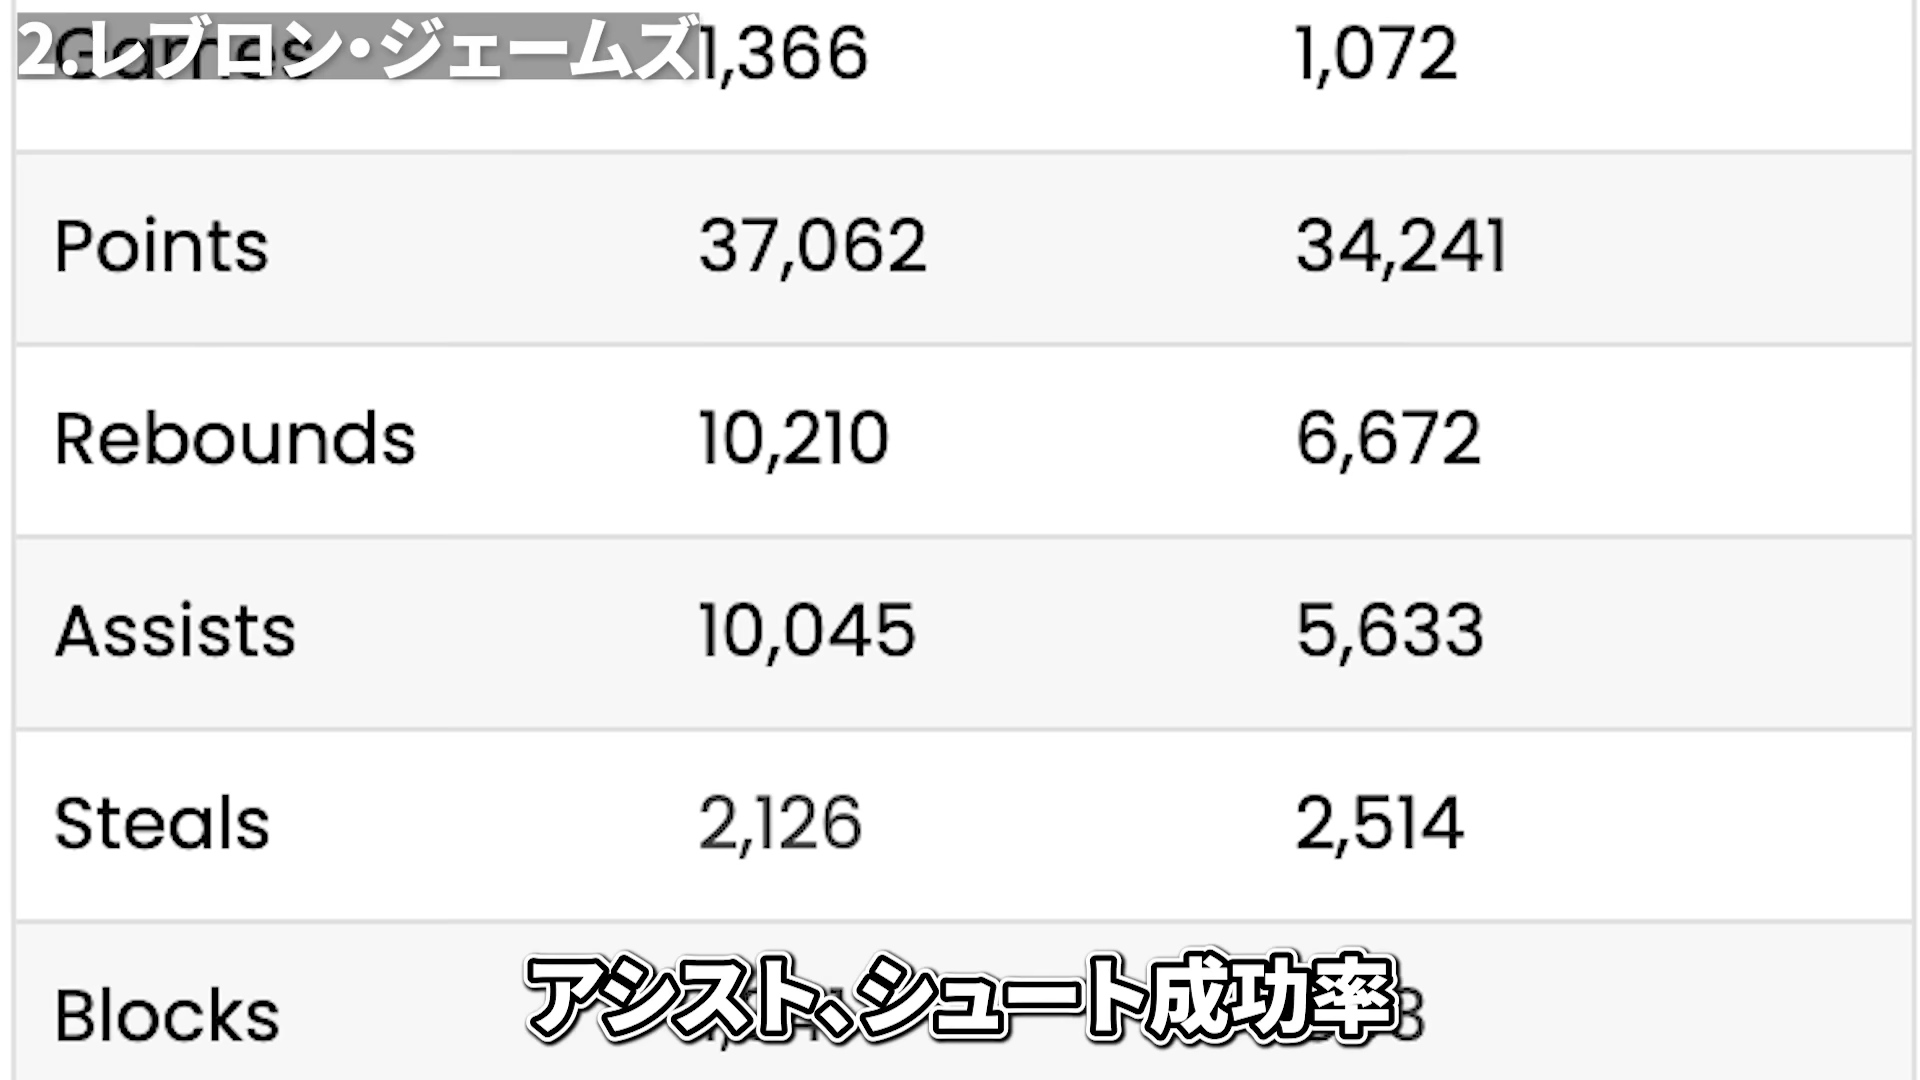 2.レブロン・ジェームズ
Games 1,366 1,072
Points 37,062 34,241
Rebounds 10,210 6,672
Assists 10,045 5,633
Steals 2,126 2,514
Blocks
アシスト、シュート成功率